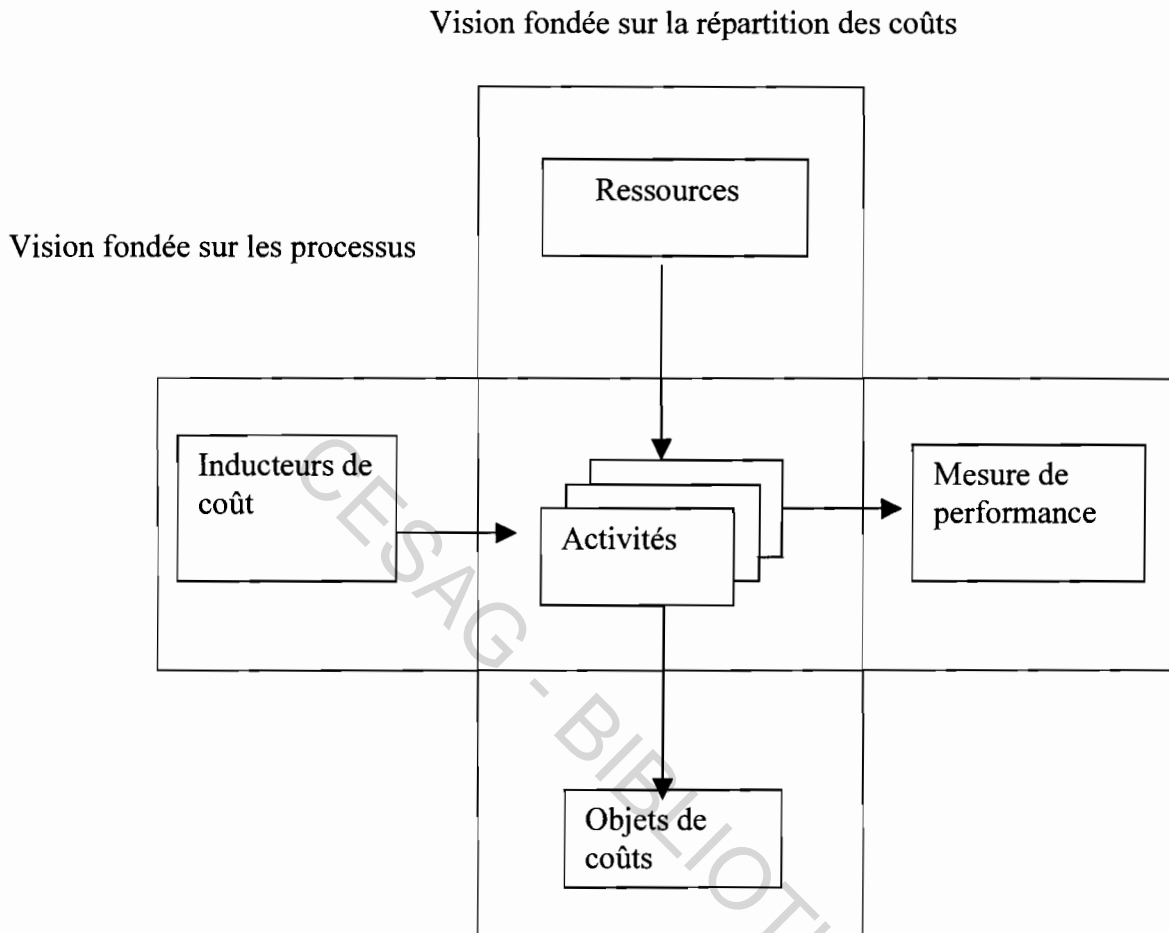 Vision fondée sur la répartition des coûts
Ressources
Vision fondée sur les processus
Inducteurs de
coût
Activités
Mesure de
performance
Objets de
coûts
CESAG - BIBLIOT